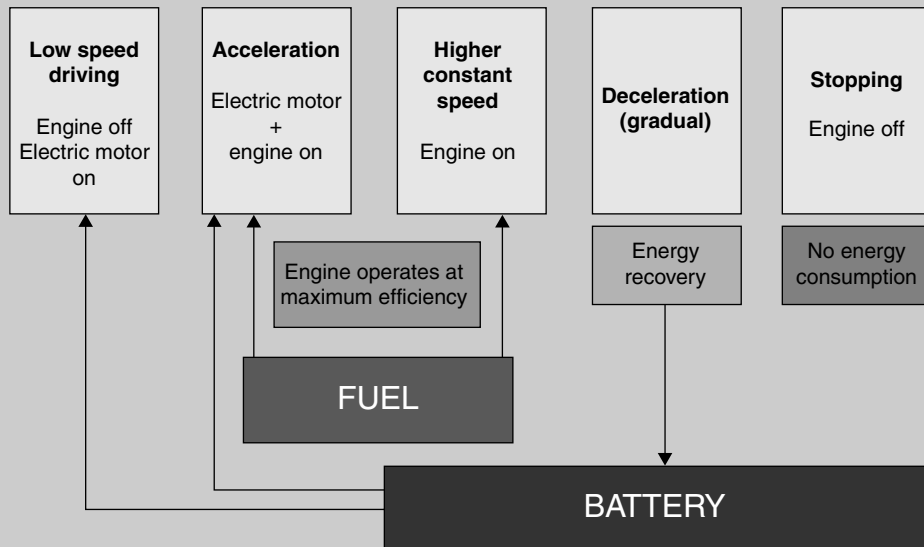 Low speed
driving
Engine off
Electric motor
on
Acceleration
Electric motor
+
engine on
Higher
constant
speed
Engine on
Deceleration
(gradual)
Stopping
Engine off
Engine operates at
maximum efficiency
Energy
recovery
No energy
consumption
FUEL
BATTERY